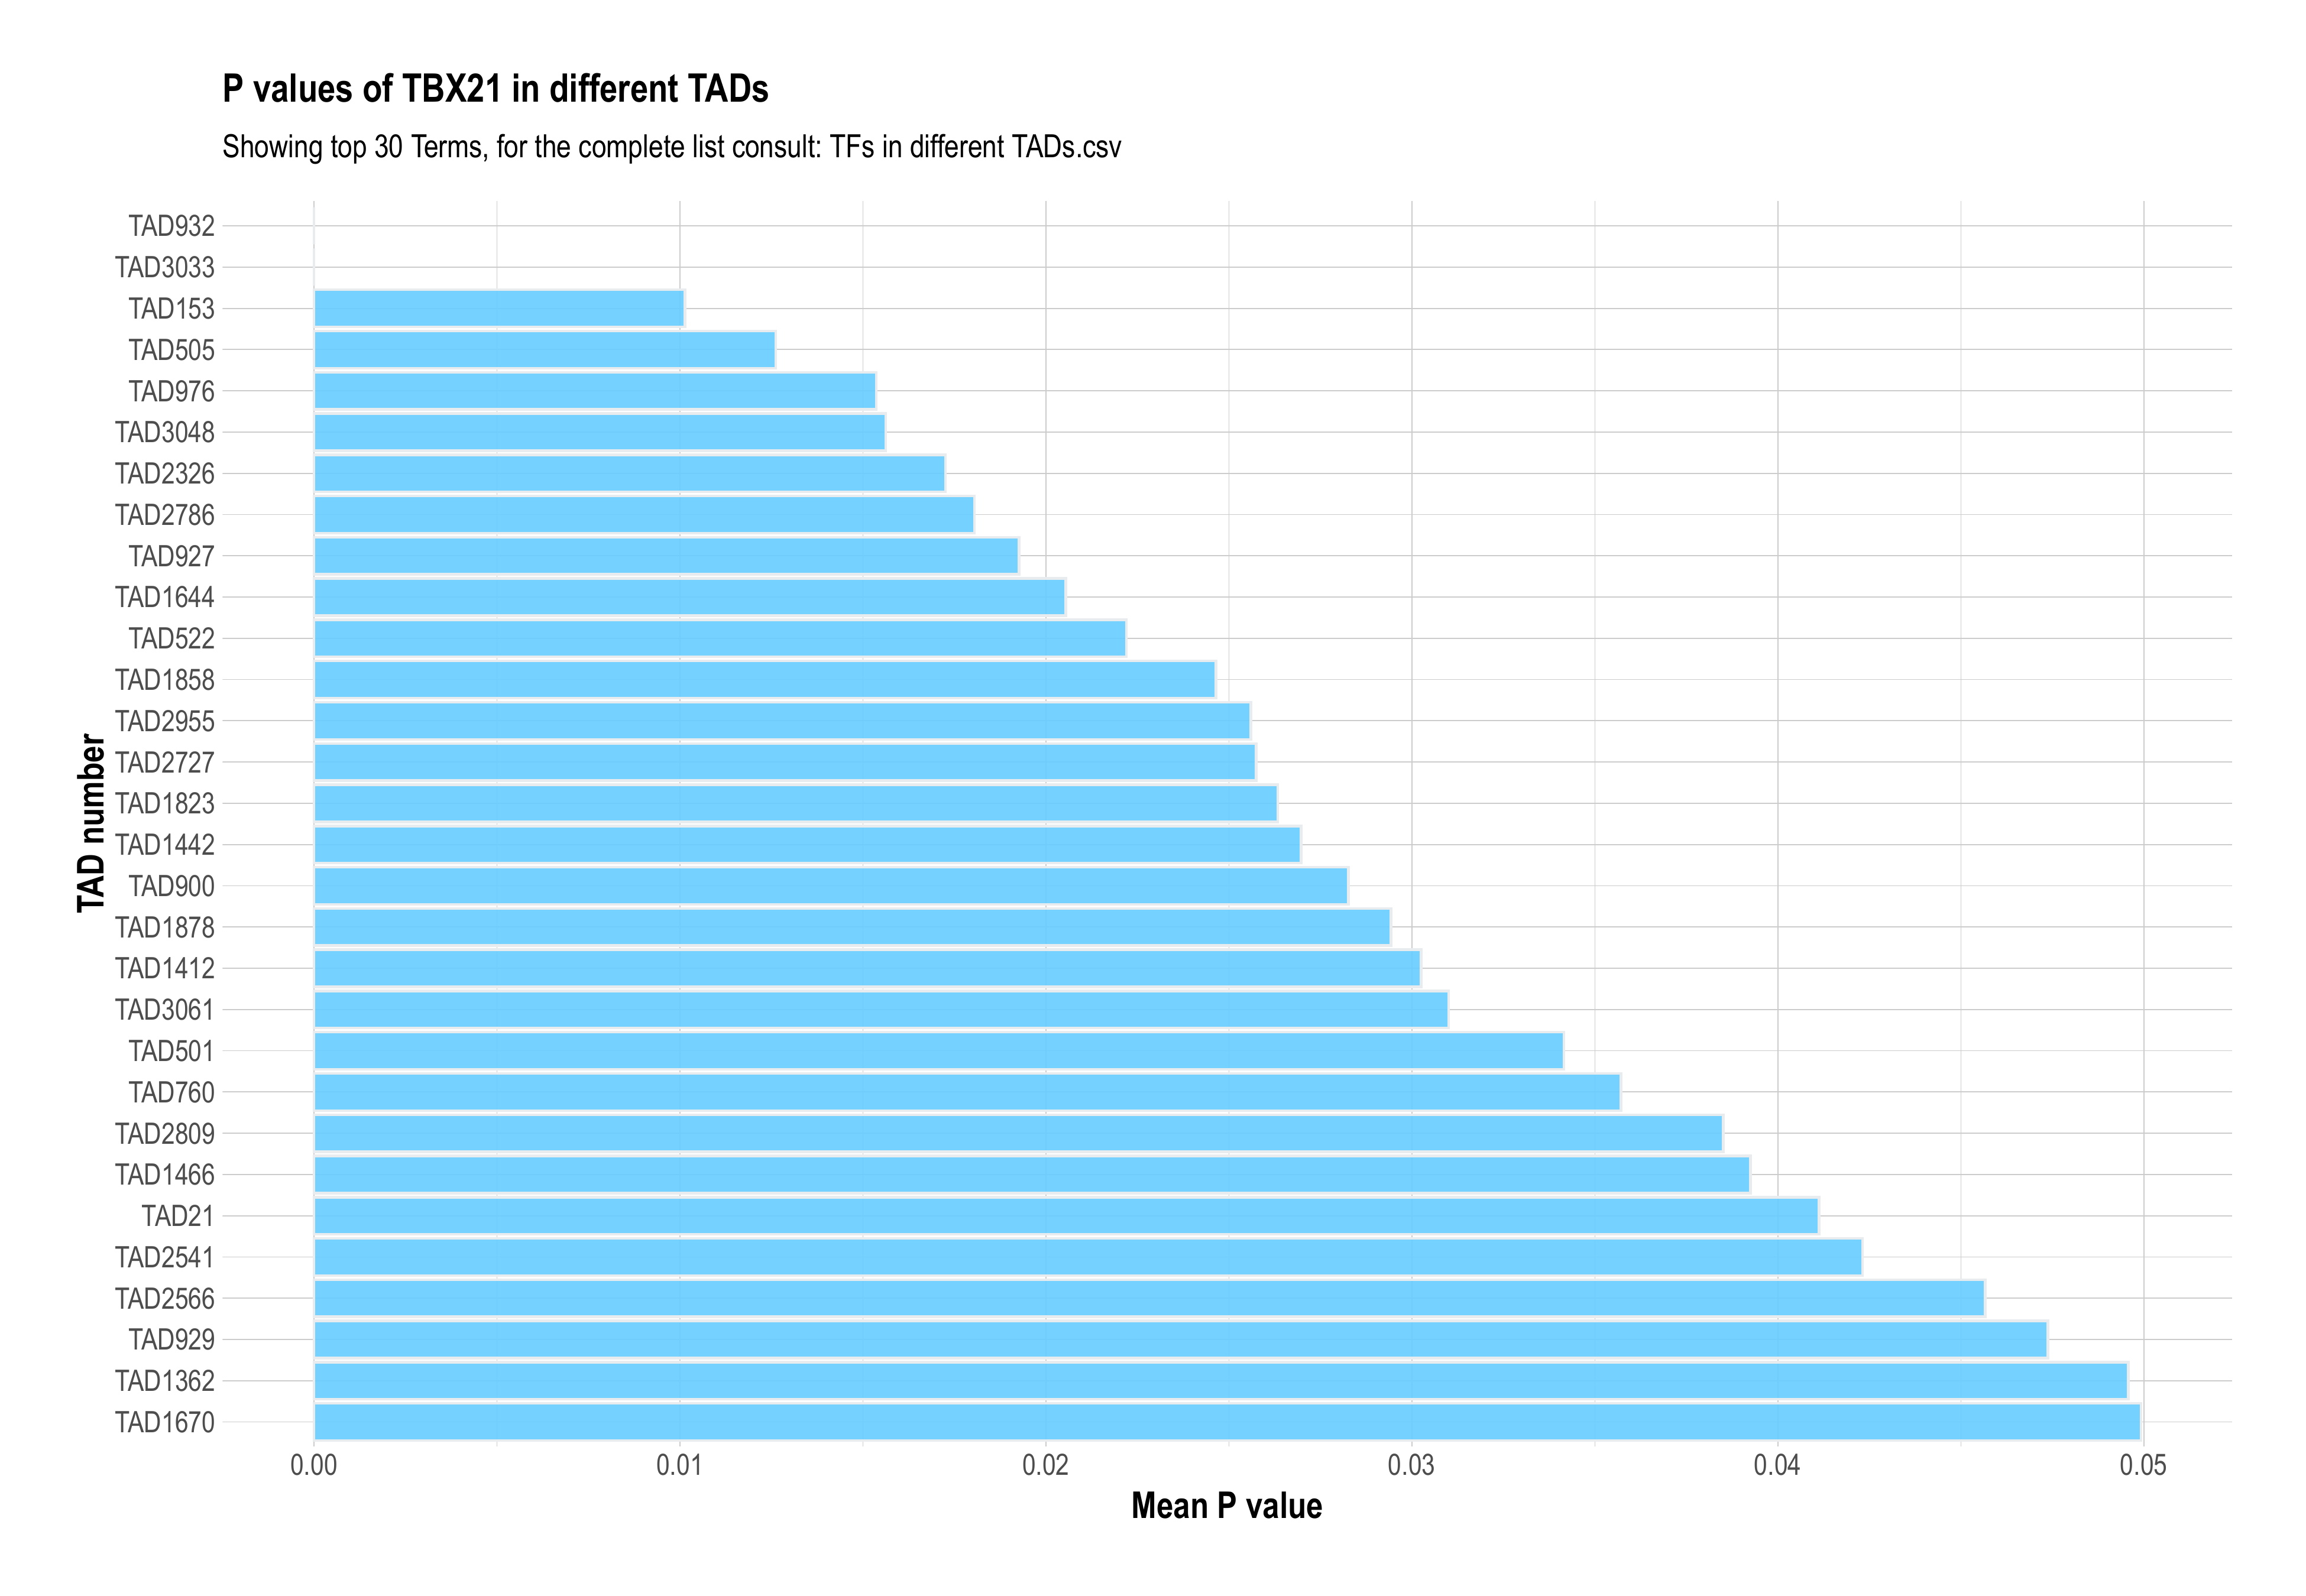 P values of TBX21 in different TADs
Showing top 30 Terms, for the complete list consult: TFs in different TADs.csv
TAD number
TAD932
TAD3033
TAD153
TAD505
TAD976
TAD3048
TAD2326
TAD2786
TAD927
TAD1644
TAD522
TAD1858
TAD2955
TAD2727
TAD1823
TAD1442
TAD900
TAD1878
TAD1412
TAD3061
TAD501
TAD760
TAD2809
TAD1466
TAD21
TAD2541
TAD2566
TAD929
TAD1362
TAD1670
0.00 0.01 0.02 0.03 0.04 0.05
Mean P value